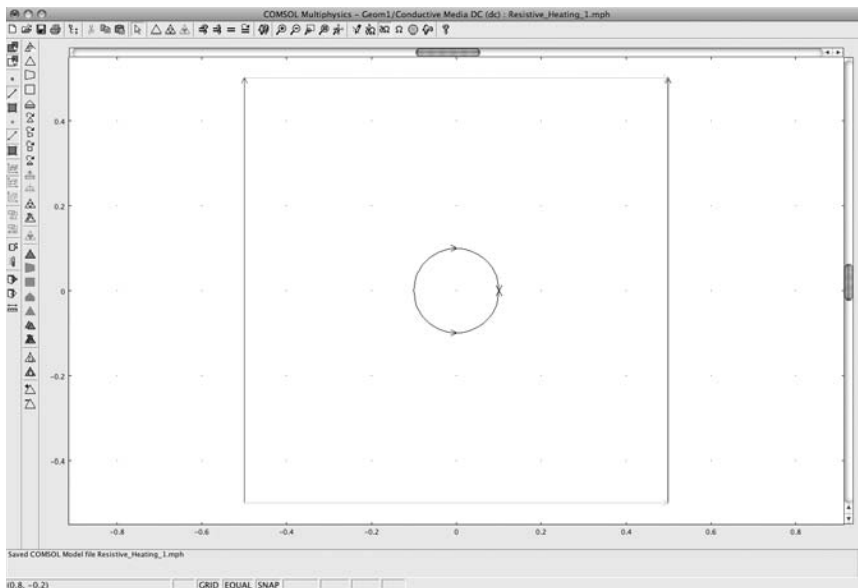 COMSOL Multiphysics - Geom1/Conductive Media DC (dc) : Resistive_Heating_1.mph
0.4
0.2
0
-0.2
-0.4
-0.8 -0.6 -0.4 -0.2 0 0.2 0.4 0.6 0.8
Saved COMSOL Model file Resistive_Heating_1.mph
(0.8, -0.2) GRID EQUAL SNAP